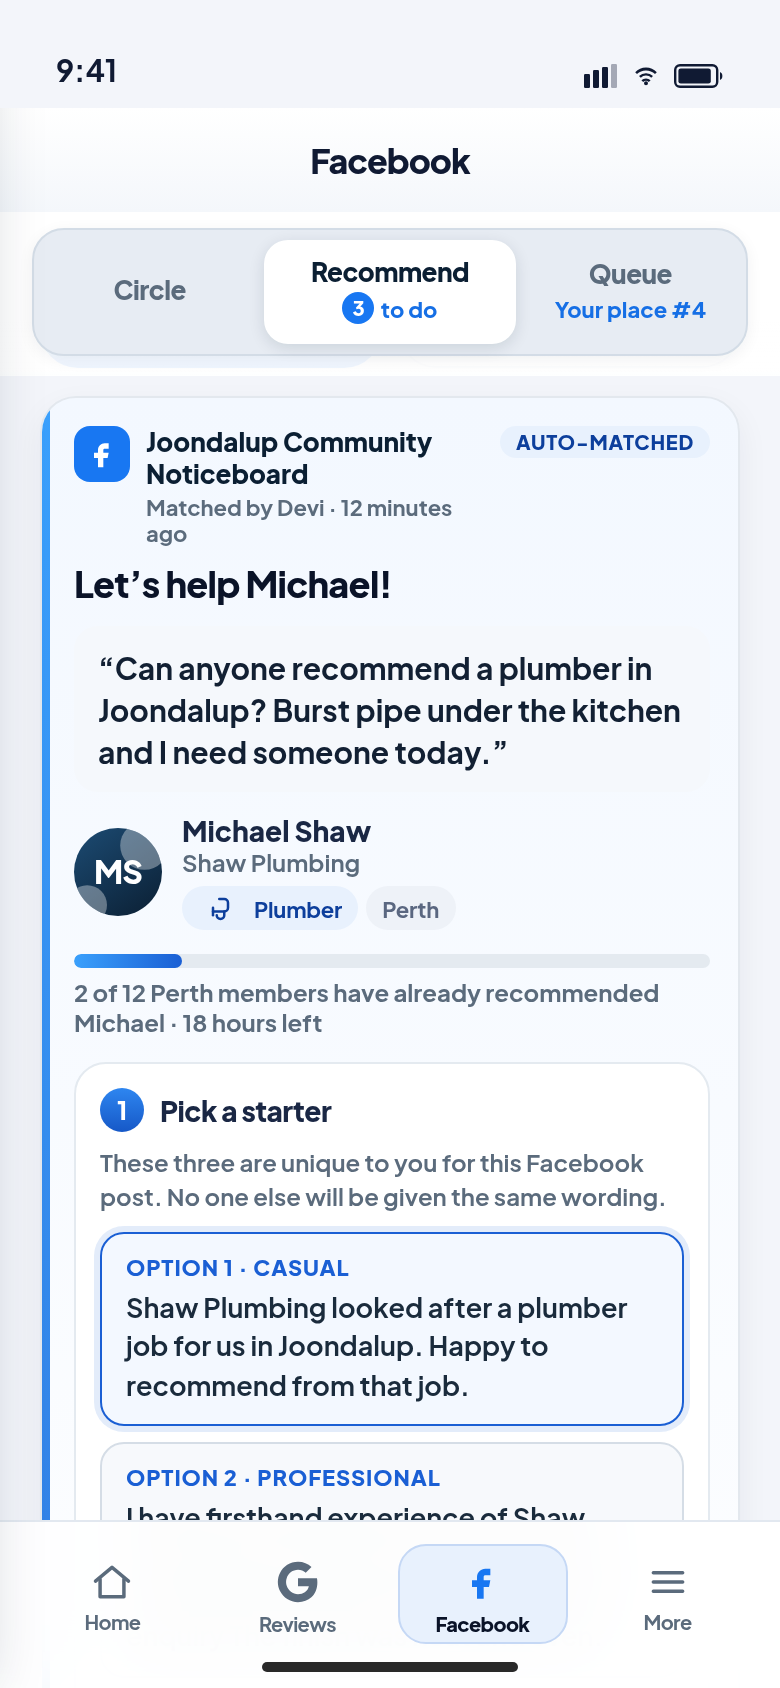 9:41
Facebook
Circle
Recommend
3 to do
Queue
Your place #4
Joondalup Community
Noticeboard
AUTO-MATCHED
Matched by Devi · 12 minutes
ago
Let’s help Michael!
“Can anyone recommend a plumber in
Joondalup? Burst pipe under the kitchen
and I need someone today.”
MS
Michael Shaw
Shaw Plumbing
Plumber
Perth
2 of 12 Perth members have already recommended
Michael · 18 hours left
1 Pick a starter
These three are unique to you for this Facebook
post. No one else will be given the same wording.
OPTION 1 · CASUAL
Shaw Plumbing looked after a plumber
job for us in Joondalup. Happy to
recommend from that job.
OPTION 2 · PROFESSIONAL
I have firsthand experience of Shaw
Home
Reviews
Facebook
More